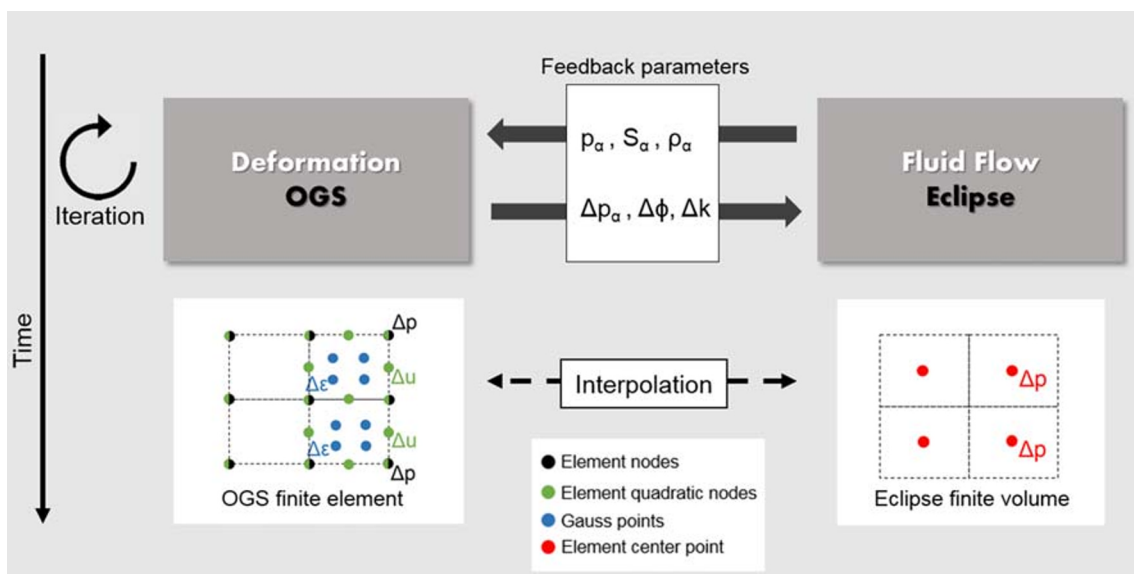 Feedback parameters
Deformation
OGS
pα , Sα , ρα
Δpα , Δϕ, Δk
Fluid Flow
Eclipse
Iteration
Time
Δp
Δu
Δε
Δu
Δε
Δp
OGS finite element
Interpolation
Δp
Δp
Eclipse finite volume
Element nodes
Element quadratic nodes
Gauss points
Element center point